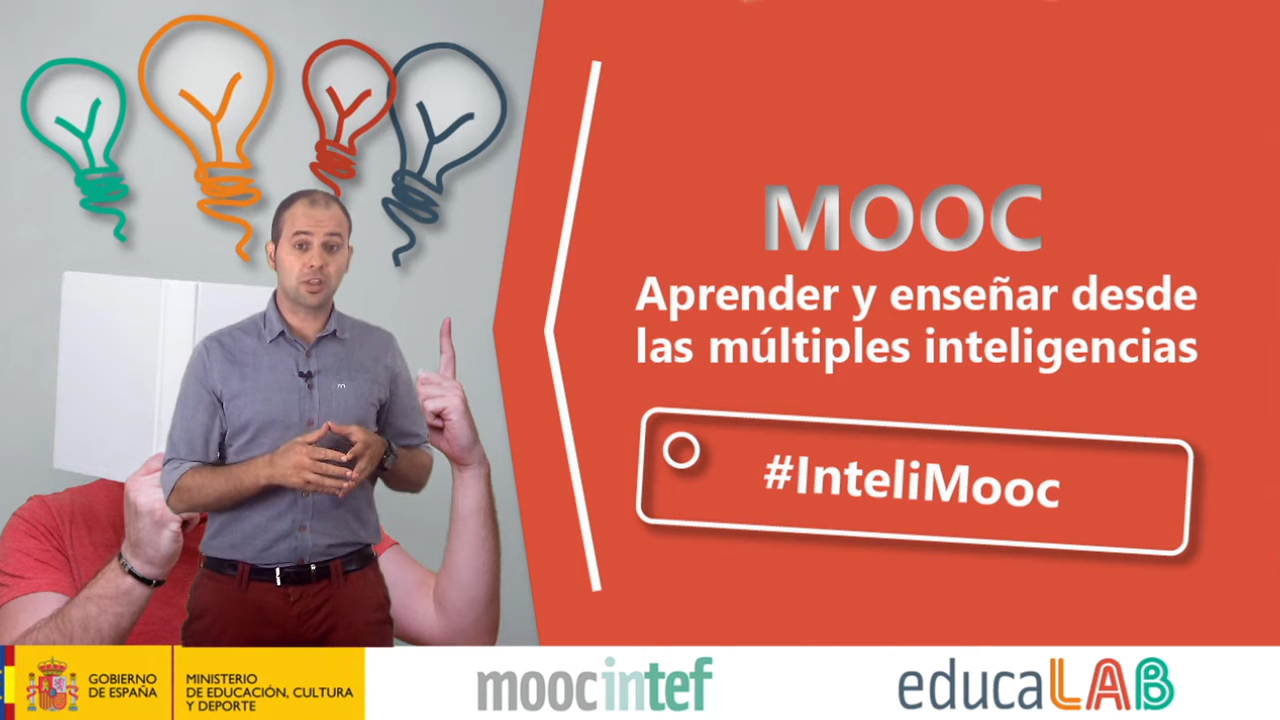 MOOC
Aprender y enseñar desde
las múltiples inteligencias
#InteliMooc
GOBIERNO
DE ESPAÑA
MINISTERIO
DE EDUCACIÓN, CULTURA
Y DEPORTE
moocintef
educaLAB